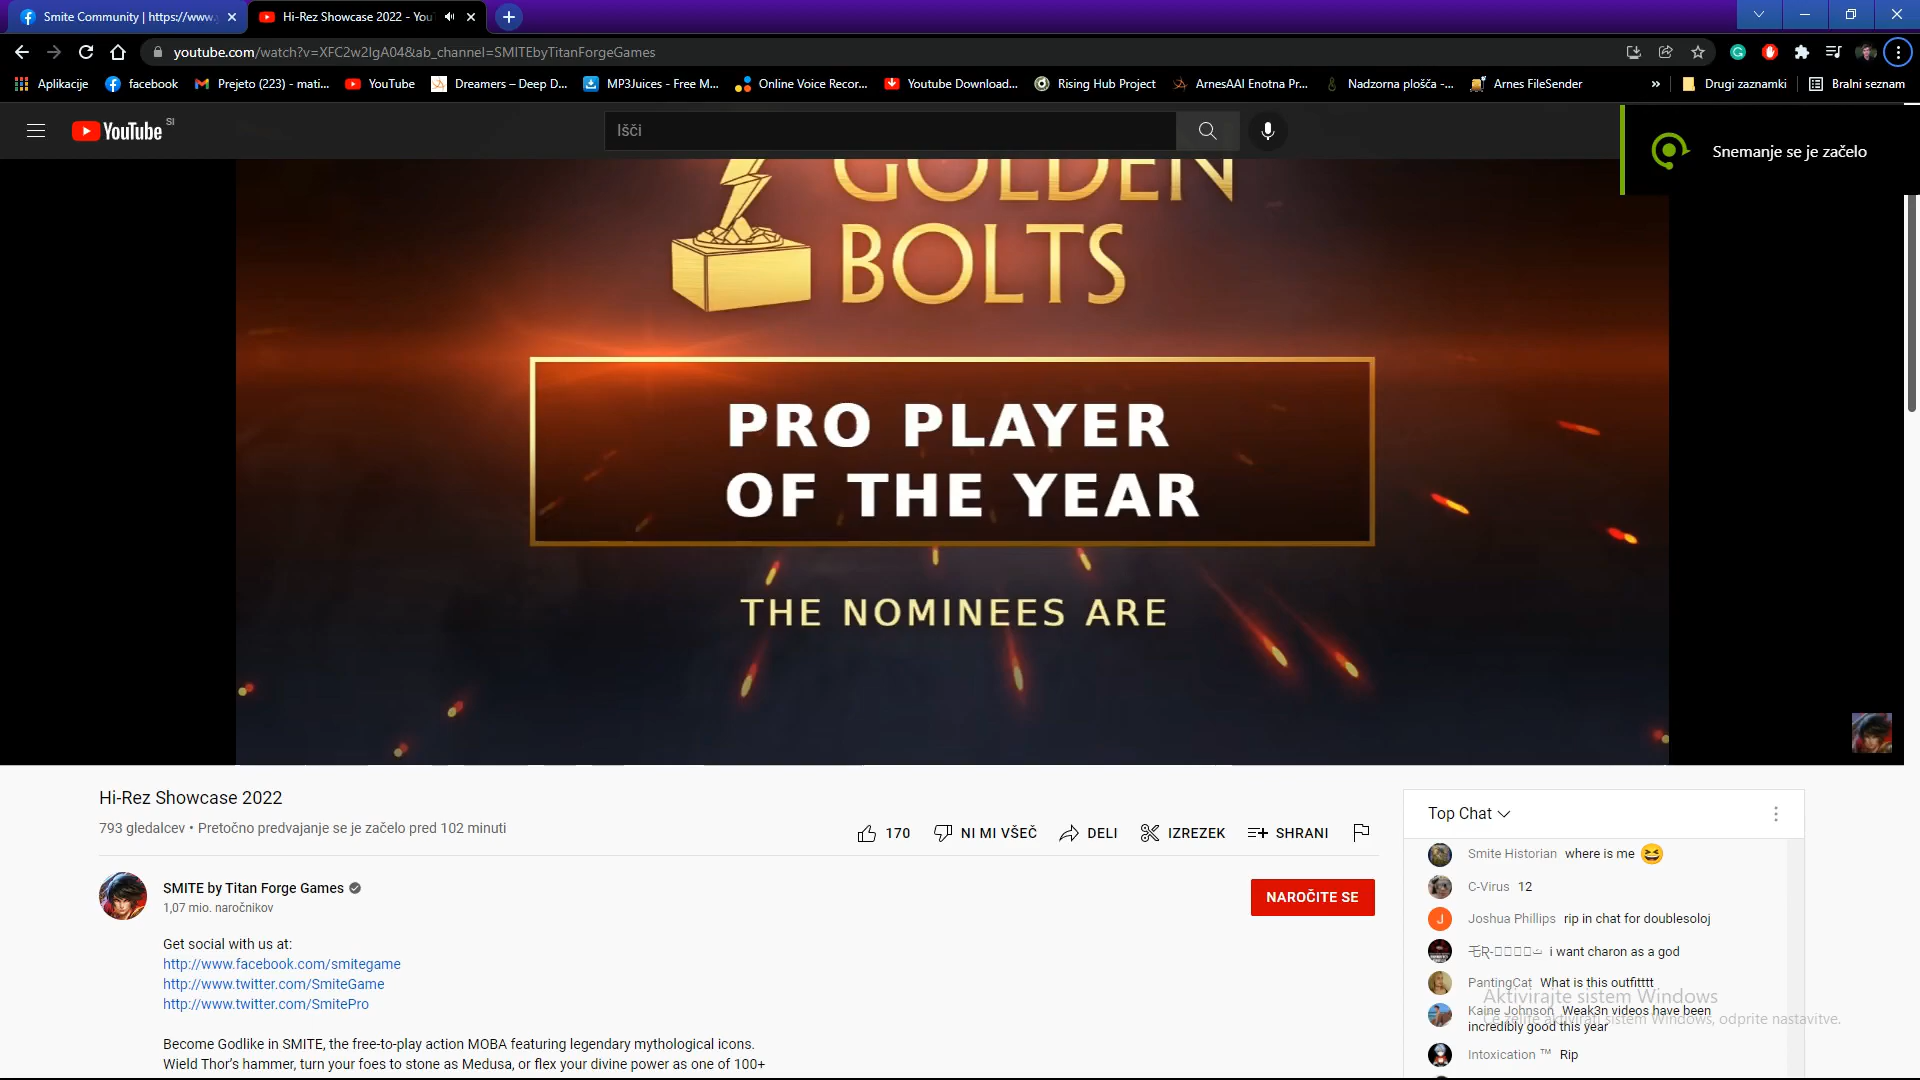 Smite Community | https://www.y
Hi-Rez Showcase 2022 - You
youtube.com/watch?v=XFC2w2IgA04&ab_channel=SMITEbyTitanForgeGames
Aplikacije
facebook
Prejeto (223) - mati...
YouTube
Dreamers – Deep D...
MP3Juices - Free M...
Online Voice Recor...
Youtube Download...
Rising Hub Project
ArnesAAI Enotna Pr...
Nadzorna plošča -...
Arnes FileSender
»
Drugi zaznamki
Bralni seznam
YouTube SI
Išči
Snemanje se je začelo
GOLDEN
BOLTS
PRO PLAYER
OF THE YEAR
THE NOMINEES ARE
Hi-Rez Showcase 2022
793 gledalcev • Pretočno predvajanje se je začelo pred 102 minuti
170
NI MI VŠEČ
DELI
IZREZEK
SHRANI
SMITE by Titan Forge Games
1,07 mio. naročnikov
NAROČITE SE
Get social with us at:
http://www.facebook.com/smitegame
http://www.twitter.com/SmiteGame
http://www.twitter.com/SmitePro
Become Godlike in SMITE, the free-to-play action MOBA featuring legendary mythological icons.
Wield Thor's hammer, turn your foes to stone as Medusa, or flex your divine power as one of 100+
Top Chat
Smite Historian where is me
C-Virus 12
J
Joshua Phillips rip in chat for doublesoloj
i want charon as a god
PantingCat What is this outfitttt
Kaine Johnson Weak3n videos have been
incredibly good this year
Intoxication ™ Rip
Aktivirajte sistem Windows
Če želite aktivirati sistem Windows, odprite nastavitve.